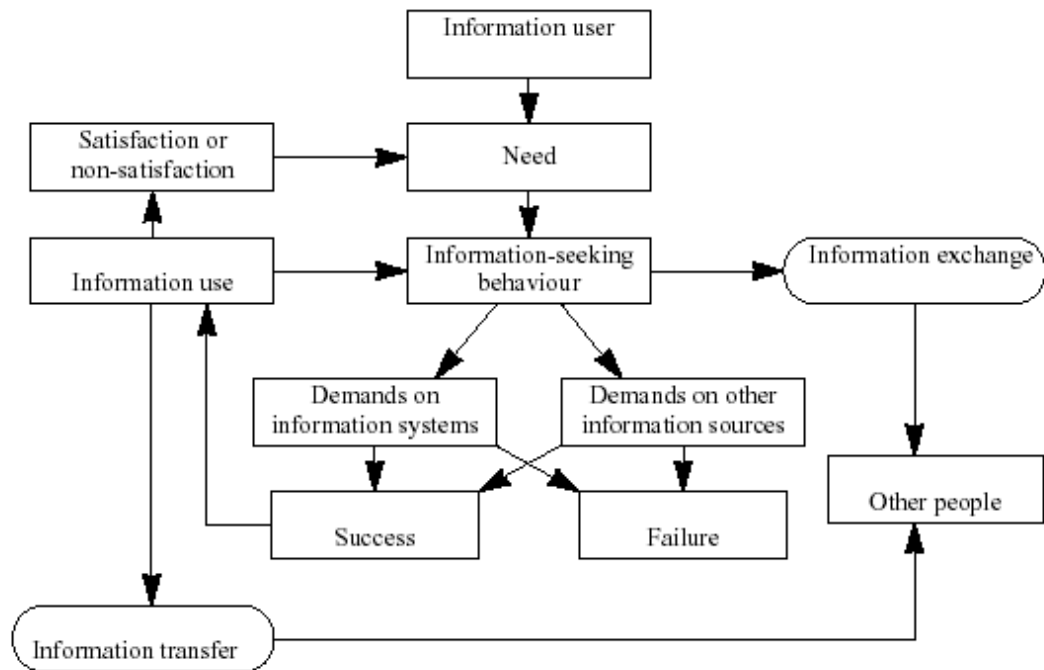 Information user
Satisfaction or
non-satisfaction
Need
Information use
Information-seeking
behaviour
Information exchange
Demands on
information systems
Demands on other
information sources
Success
Failure
Other people
Information transfer